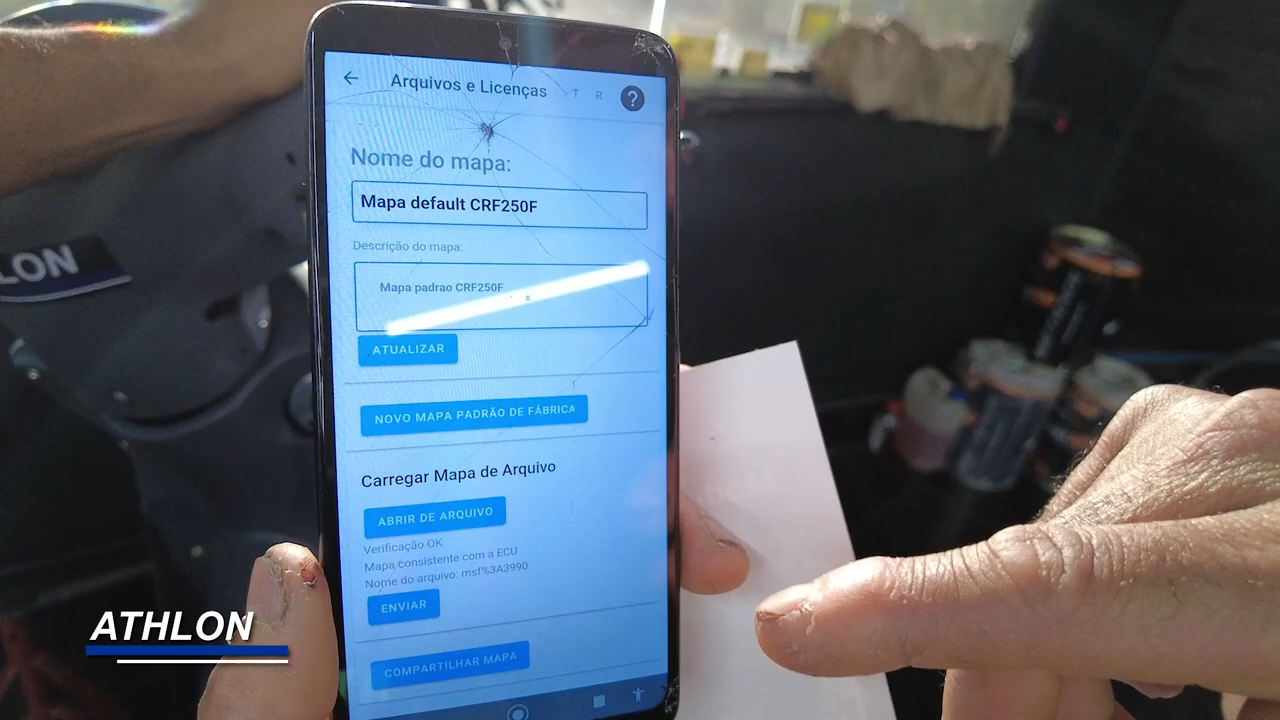 Arquivos e Licenças
T R
?
Nome do mapa:
Mapa default CRF250F
Descrição do mapa:
Mapa padrao CRF250F
s
ATUALIZAR
NOVO MAPA PADRÃO DE FÁBRICA
Carregar Mapa de Arquivo
ABRIR DE ARQUIVO
Verificação OK
Mapa consistente com a ECU
Nome do arquivo: msf%3A3990
ENVIAR
COMPARTILHAR MAPA
LON
ATHLON